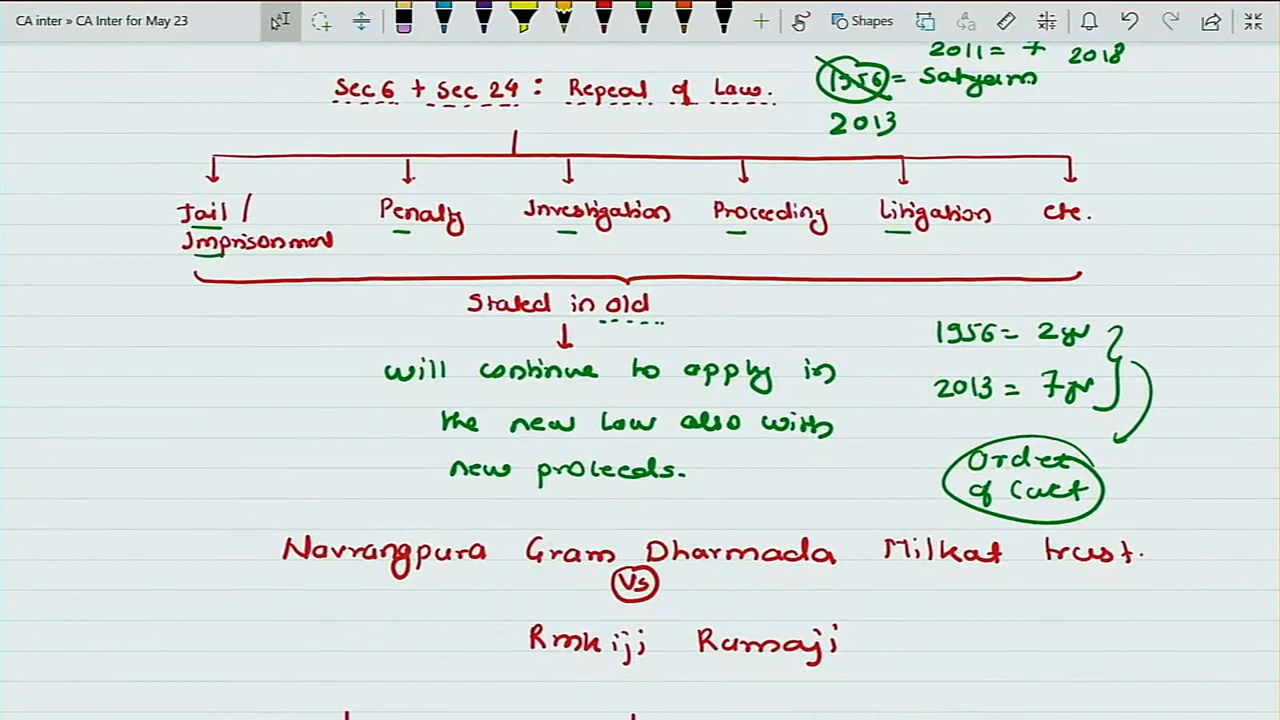 CA inter » CA Inter for May 23
Shapes
2011 = 7 2018
Sec 6 + Sec 24 : Repeal of Law.
1956 = Satyam
2013
Jail / Imprisonment
Penalty
Investigation
Proceeding
Litigation
etc.
Stated in old
will continue to apply in
the new law also with
new proceeds.
1956 = 2yr
2013 = 7yr
Order
of Court
Navrangpura Gram Dharmada Milkat trust.
Vs
Rmkiji Ramaji